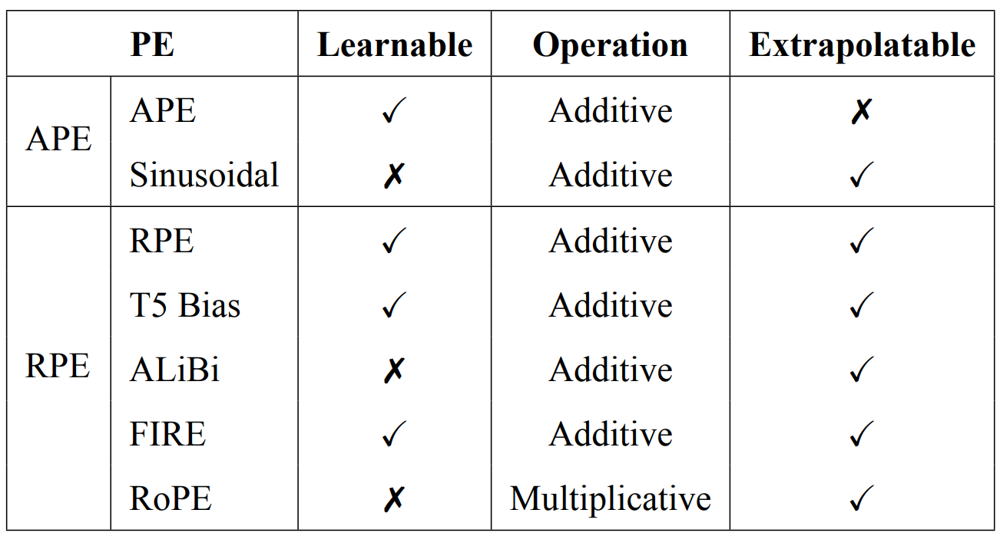 PE Learnable Operation Extrapolatable
APE APE ✓ Additive ✗
Sinusoidal ✗ Additive ✓
RPE RPE ✓ Additive ✓
T5 Bias ✓ Additive ✓
ALiBi ✗ Additive ✓
FIRE ✓ Additive ✓
RoPE ✗ Multiplicative ✓